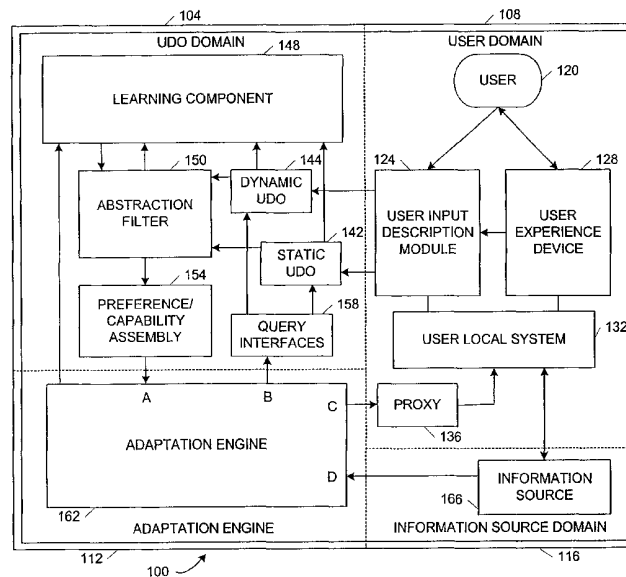 104
108
UDO DOMAIN
148
USER DOMAIN
LEARNING COMPONENT
USER
120
150
144
124
128
ABSTRACTION
FILTER
DYNAMIC
UDO
USER INPUT
DESCRIPTION
MODULE
USER
EXPERIENCE
DEVICE
142
STATIC
UDO
154
158
PREFERENCE/
CAPABILITY
ASSEMBLY
QUERY
INTERFACES
USER LOCAL SYSTEM
132
A
B
C
PROXY
136
ADAPTATION ENGINE
D
INFORMATION
SOURCE
162
166
ADAPTATION ENGINE
INFORMATION SOURCE DOMAIN
112
100
116